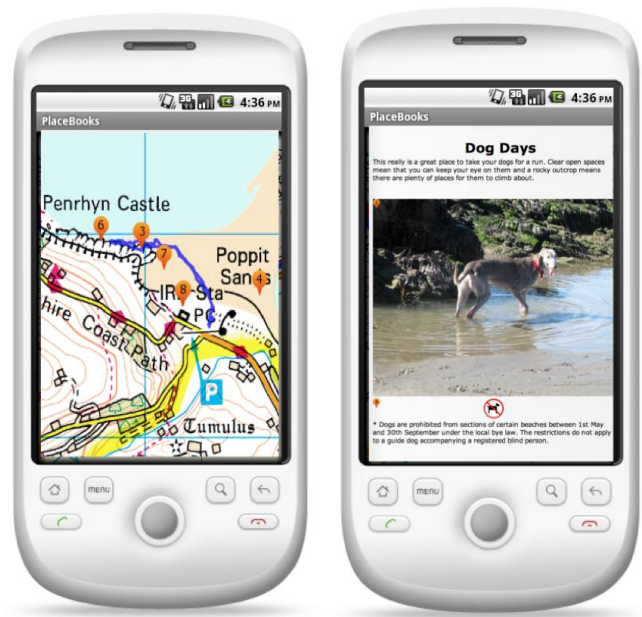 4:36 PM
PlaceBooks
Penrhyn Castle
6
3
7
Poppit
Sands
4
8
IRB Sta
PC
hire Coast Path
P
Tumulus
MENU
3G
4:36 PM
PlaceBooks
Dog Days
This really is a great place to take your dogs for a run. Clear open spaces
mean that you can keep your eye on them and a rocky outcrop means
there are plenty of places for them to climb about.
* Dogs are prohibited from sections of certain beaches between 1st May
and 30th September under the local bye law. The restrictions do not apply
to a guide dog accompanying a registered blind person.
MENU